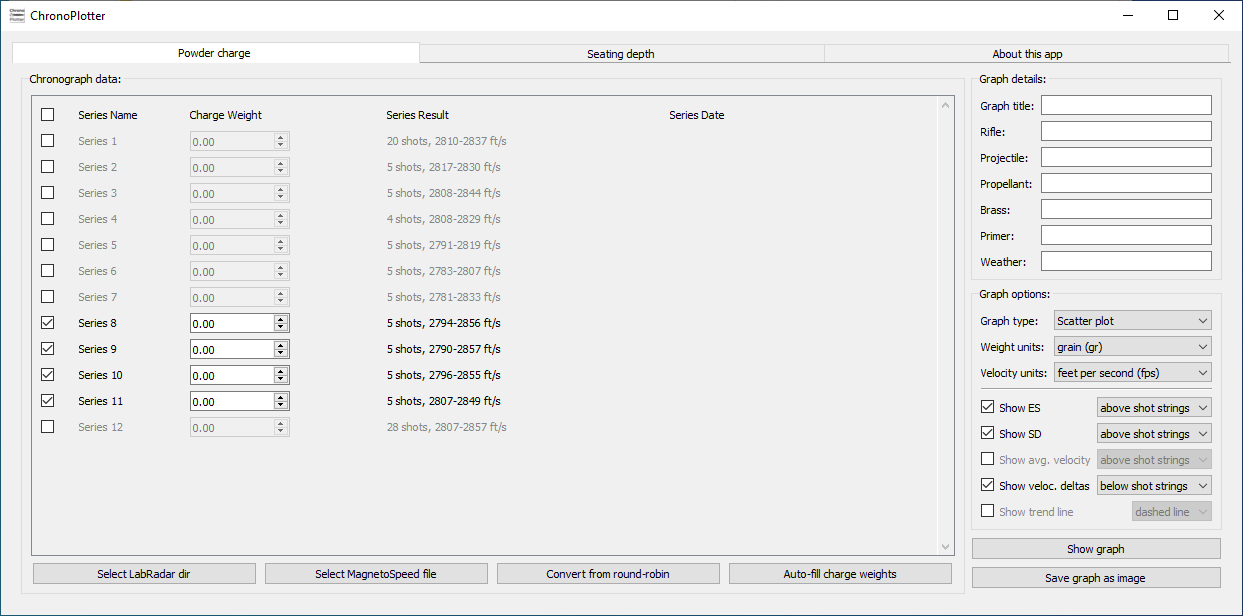 ChronoPlotter
Powder charge Seating depth About this app
Chronograph data:
Series Name Charge Weight Series Result Series Date
Series 1 0.00 20 shots, 2810-2837 ft/s
Series 2 0.00 5 shots, 2817-2830 ft/s
Series 3 0.00 5 shots, 2808-2844 ft/s
Series 4 0.00 4 shots, 2808-2829 ft/s
Series 5 0.00 5 shots, 2791-2819 ft/s
Series 6 0.00 5 shots, 2783-2807 ft/s
Series 7 0.00 5 shots, 2781-2833 ft/s
Series 8 0.00 5 shots, 2794-2856 ft/s
Series 9 0.00 5 shots, 2790-2857 ft/s
Series 10 0.00 5 shots, 2796-2855 ft/s
Series 11 0.00 5 shots, 2807-2849 ft/s
Series 12 0.00 28 shots, 2807-2857 ft/s
Select LabRadar dir Select MagnetoSpeed file Convert from round-robin Auto-fill charge weights
Graph details:
Graph title:
Rifle:
Projectile:
Propellant:
Brass:
Primer:
Weather:
Graph options:
Graph type: Scatter plot
Weight units: grain (gr)
Velocity units: feet per second (fps)
Show ES above shot strings
Show SD above shot strings
Show avg. velocity above shot strings
Show veloc. deltas below shot strings
Show trend line dashed line
Show graph
Save graph as image